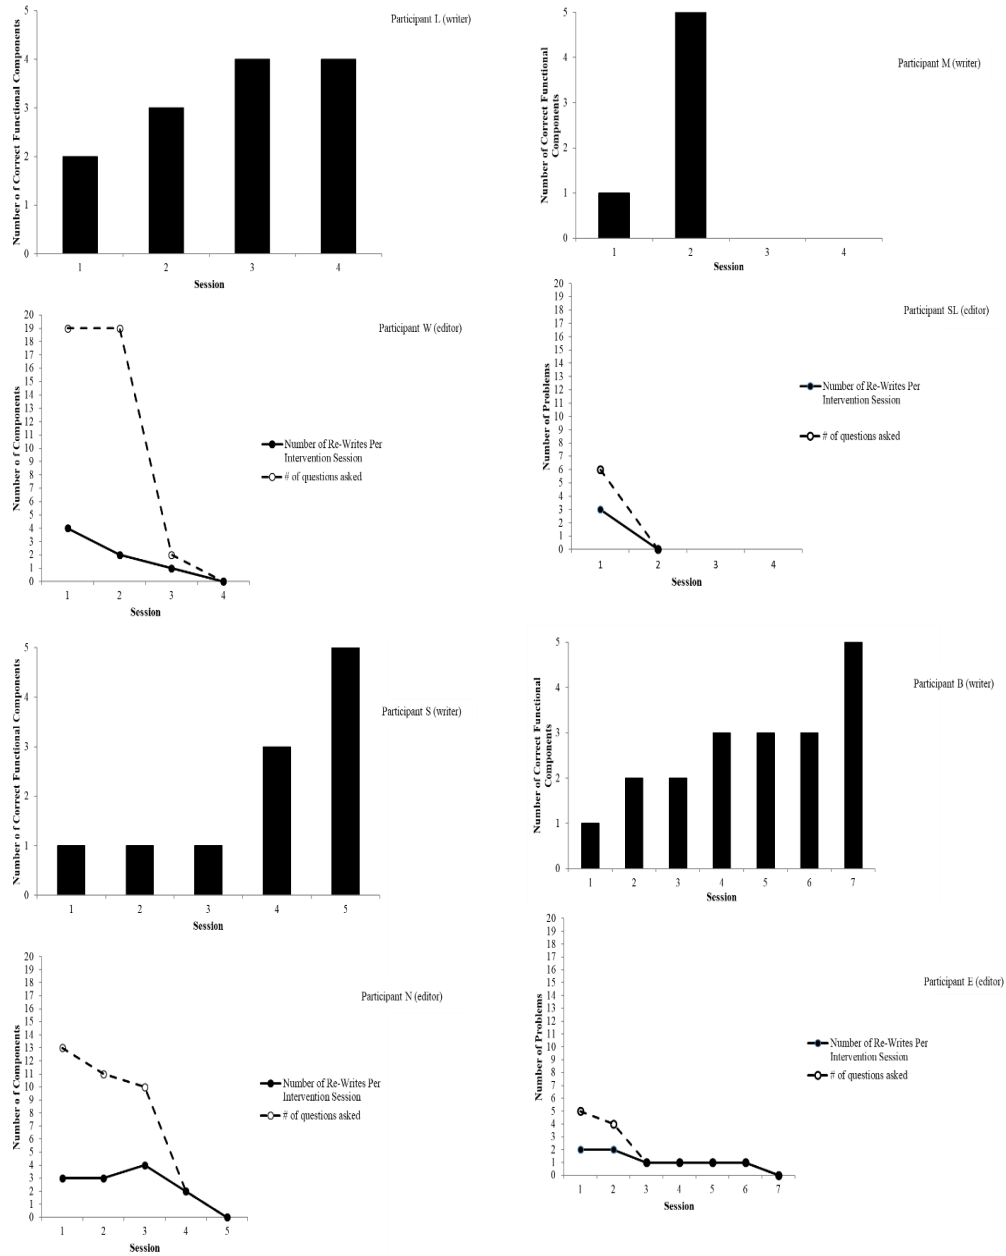 Participant L (writer)
Number of Correct Functional Components
5
4
3
2
1
0
1 2 3 4
Session
Participant M (writer)
Number of Correct Functional
Components
5
4
3
2
1
0
1 2 3 4
Session
Participant W (editor)
Number of Components
20
19
18
17
16
15
14
13
12
11
10
9
8
7
6
5
4
3
2
1
0
1 2 3 4
Session
Number of Re-Writes Per
Intervention Session
# of questions asked
Participant SL (editor)
Number of Problems
20
19
18
17
16
15
14
13
12
11
10
9
8
7
6
5
4
3
2
1
0
1 2 3 4
Session
Number of Re-Writes Per
Intervention Session
# of questions asked
Participant S (writer)
Number of Correct Functional Components
5
4
3
2
1
0
1 2 3 4 5
Session
Participant B (writer)
Number of Correct Functional
Components
5
4
3
2
1
0
1 2 3 4 5 6 7
Session
Participant N (editor)
Number of Components
20
19
18
17
16
15
14
13
12
11
10
9
8
7
6
5
4
3
2
1
0
1 2 3 4 5
Session
Number of Re-Writes Per
Intervention Session
# of questions asked
Participant E (editor)
Number of Problems
20
19
18
17
16
15
14
13
12
11
10
9
8
7
6
5
4
3
2
1
0
1 2 3 4 5 6 7
Session
Number of Re-Writes Per
Intervention Session
# of questions asked